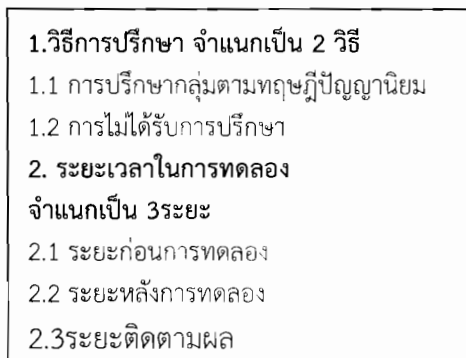 1.วิธีการปรึกษา จำแนกเป็น 2 วิธี
1.1 การปรึกษากลุ่มตามทฤษฎีปัญญานิยม
1.2 การไม่ได้รับการปรึกษา
2. ระยะเวลาในการทดลอง
จำแนกเป็น 3ระยะ
2.1 ระยะก่อนการทดลอง
2.2 ระยะหลังการทดลอง
2.3ระยะติดตามผล